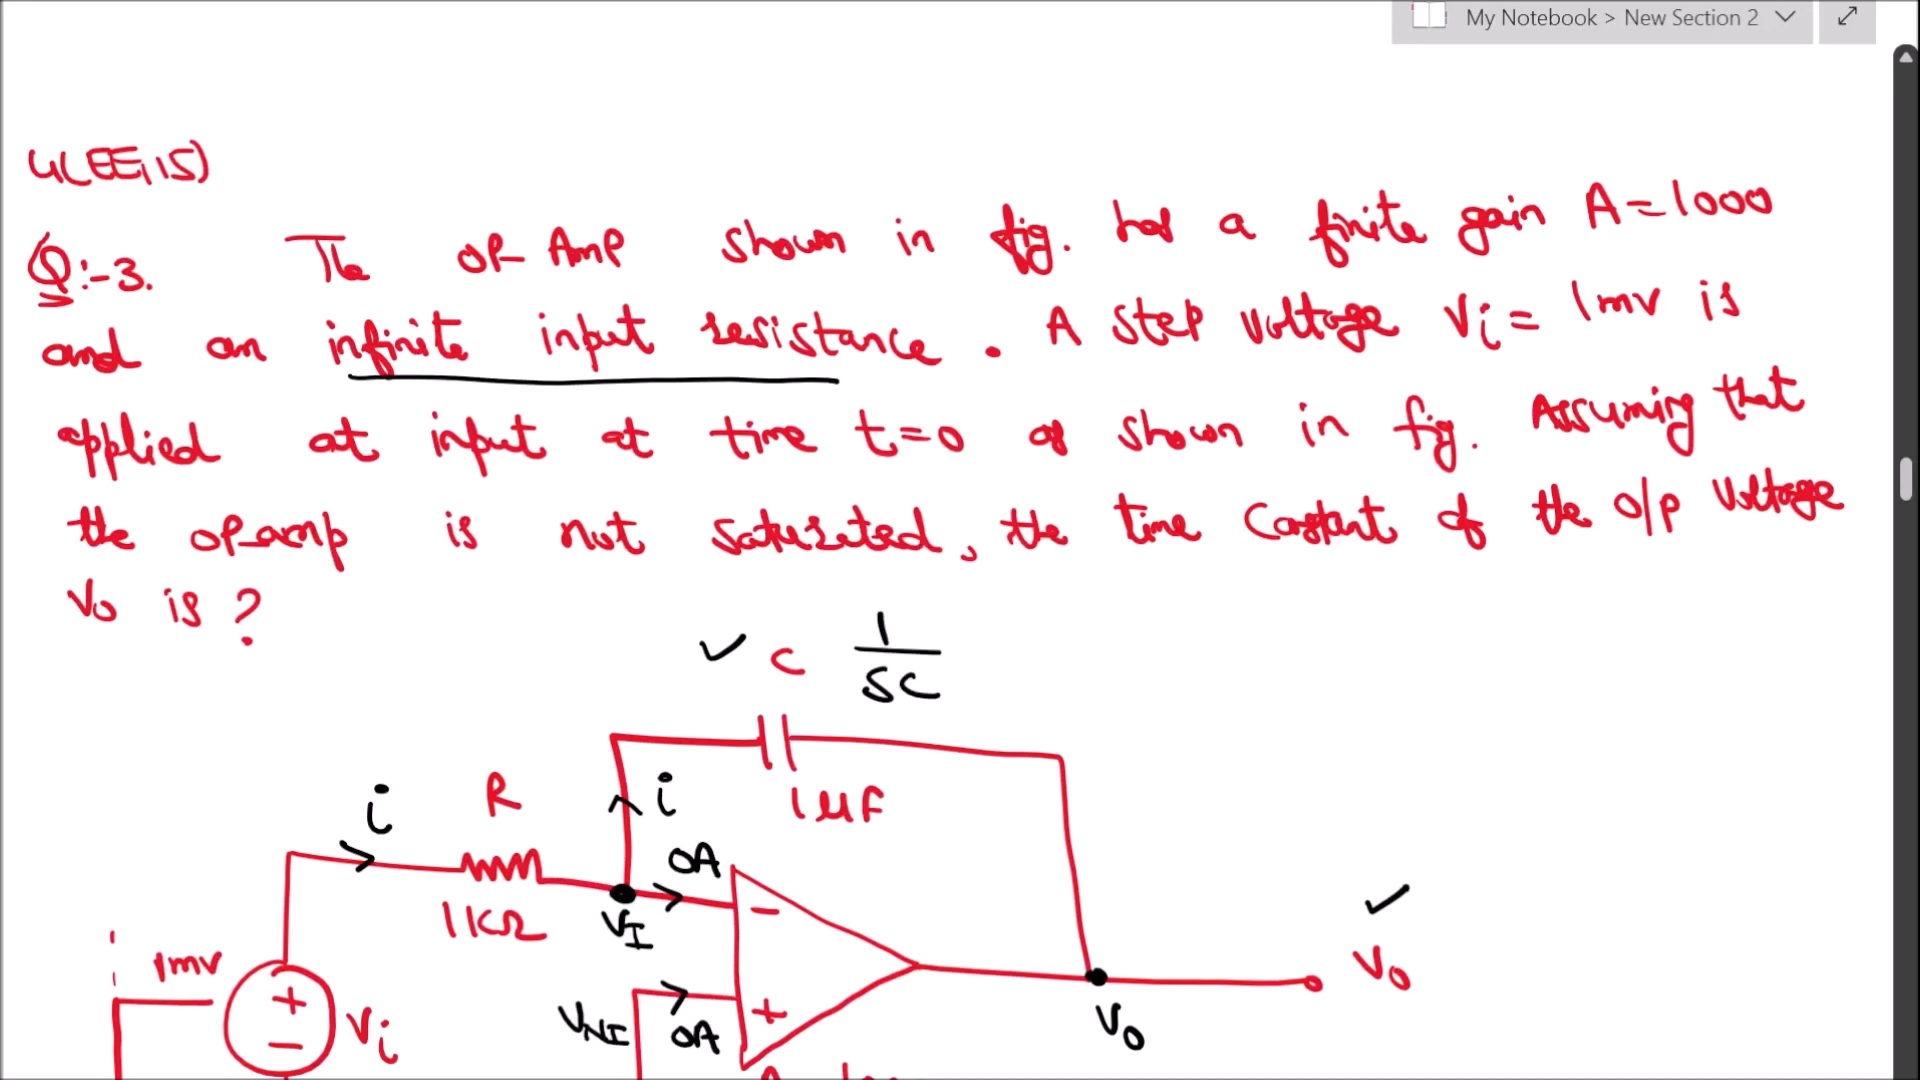 My Notebook > New Section 2
4(EE,15)
Q:-3. The OP-Amp shown in fig. has a finite gain A=1000
and an infinite input resistance. A step voltage Vi= 1mv is
applied at input at time t=0 as shown in fig. Assuming that
the op-amp is not saturated, the time constant of the o/p voltage
Vo is?
C 1/SC
1μF
i
R
i
0A
1KΩ
VI
−
1mv
+
−
Vi
VNI
0A
+
Vo
Vo